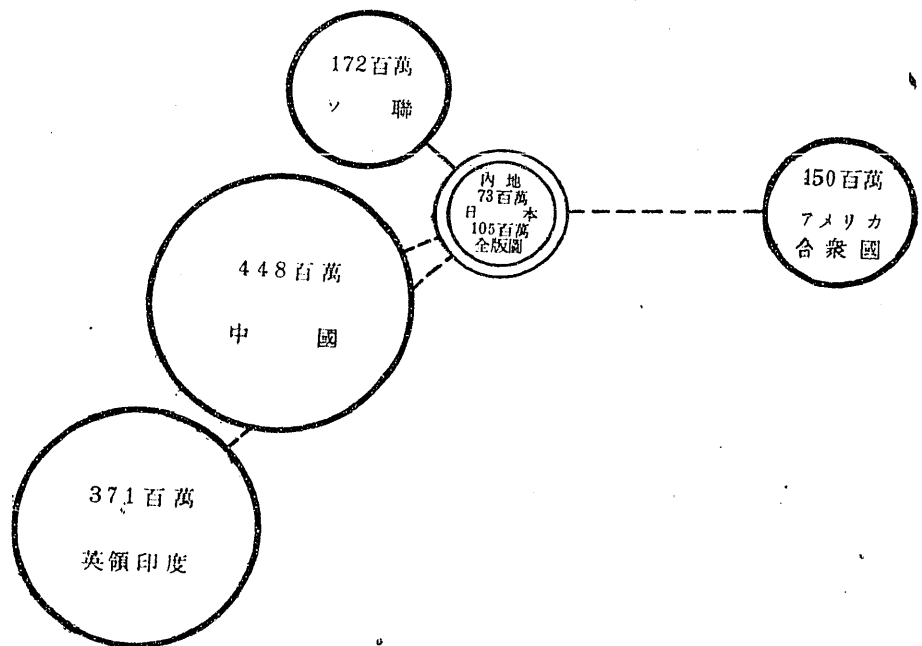 172百萬
ソ聯
内地
73百萬
日本
105百萬
全版圖
150百萬
アメリカ
合衆國
448百萬
中國
371百萬
英領印度